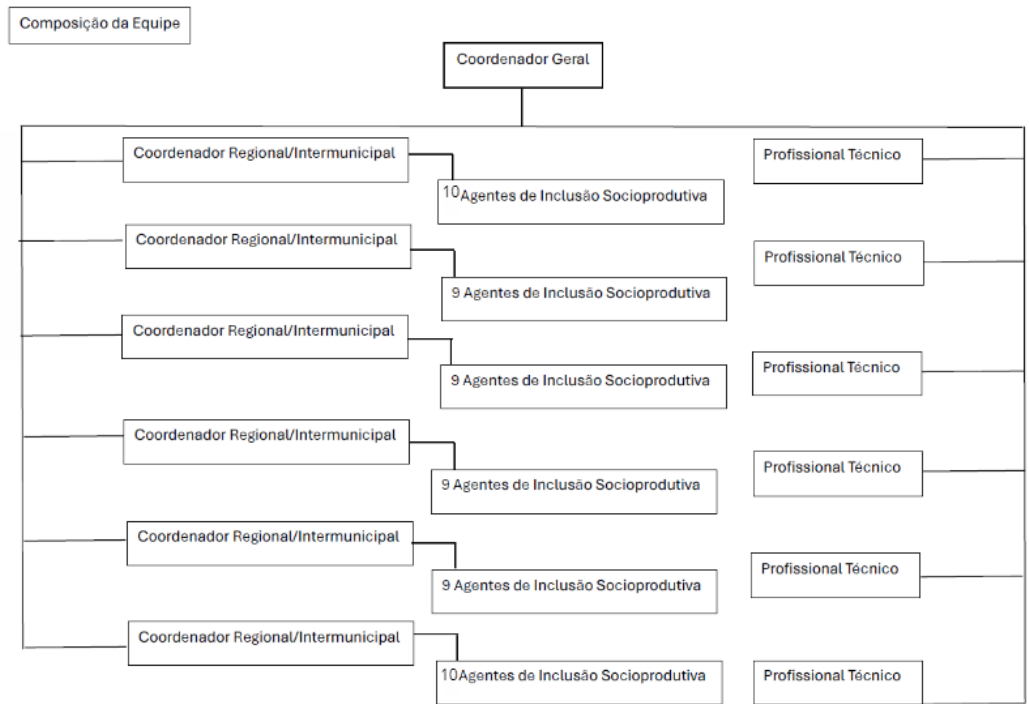 Composição da Equipe
Coordenador Geral
Coordenador Regional/Intermunicipal
Profissional Técnico
10Agentes de Inclusão Socioprodutiva
Coordenador Regional/Intermunicipal
Profissional Técnico
9 Agentes de Inclusão Socioprodutiva
Coordenador Regional/Intermunicipal
Profissional Técnico
9 Agentes de Inclusão Socioprodutiva
Coordenador Regional/Intermunicipal
Profissional Técnico
9 Agentes de Inclusão Socioprodutiva
Coordenador Regional/Intermunicipal
Profissional Técnico
9 Agentes de Inclusão Socioprodutiva
Coordenador Regional/Intermunicipal
10Agentes de Inclusão Socioprodutiva
Profissional Técnico